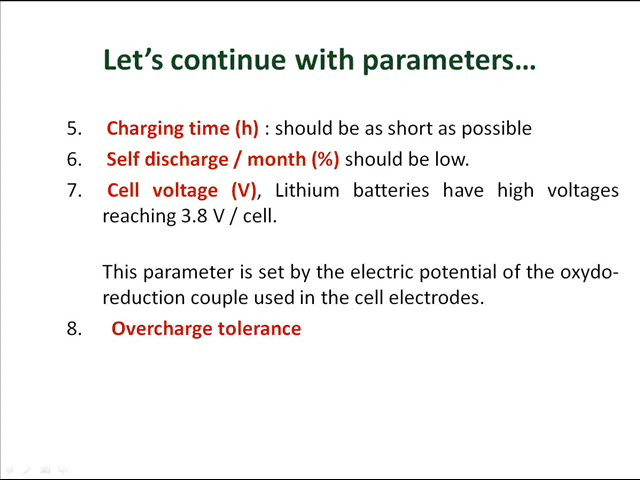 Let's continue with parameters…
5. Charging time (h) : should be as short as possible
6. Self discharge / month (%) should be low.
7. Cell voltage (V), Lithium batteries have high voltages
reaching 3.8 V / cell.
This parameter is set by the electric potential of the oxydo-
reduction couple used in the cell electrodes.
8. Overcharge tolerance